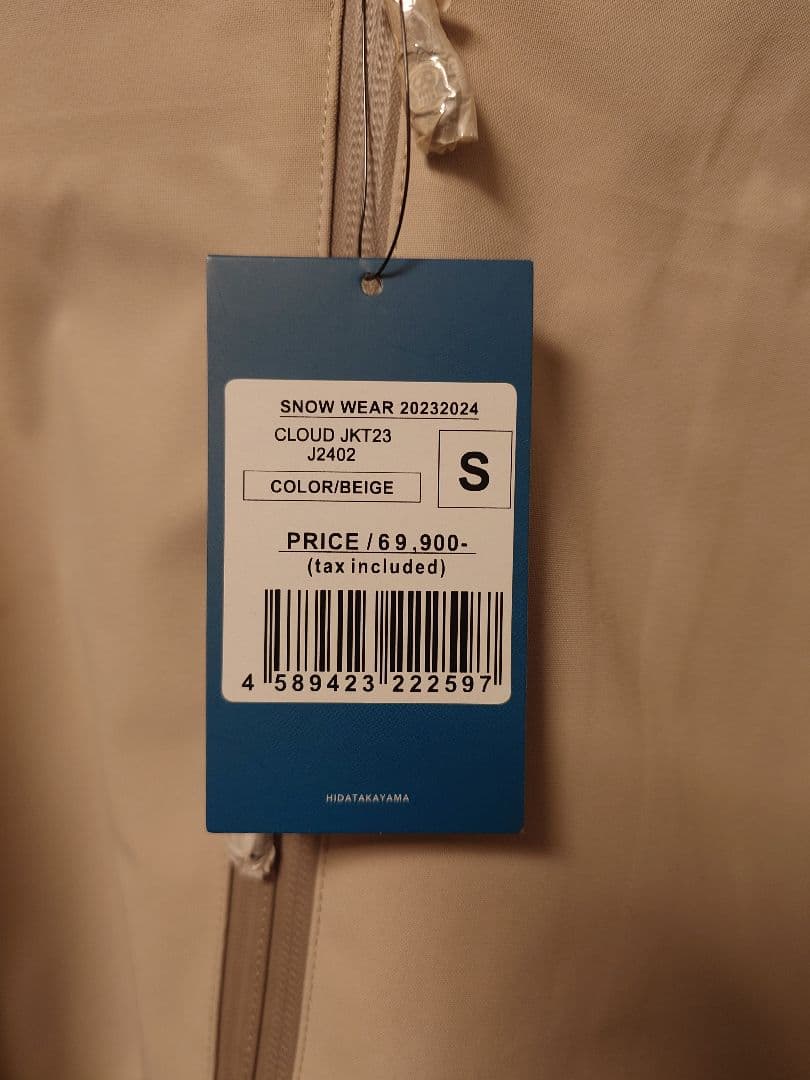 SNOW WEAR 20232024
CLOUD JKT23
J2402
S
COLOR/BEIGE
PRICE / 69,900-
(tax included)
4 589423 222597
HIDATAKAYAMA